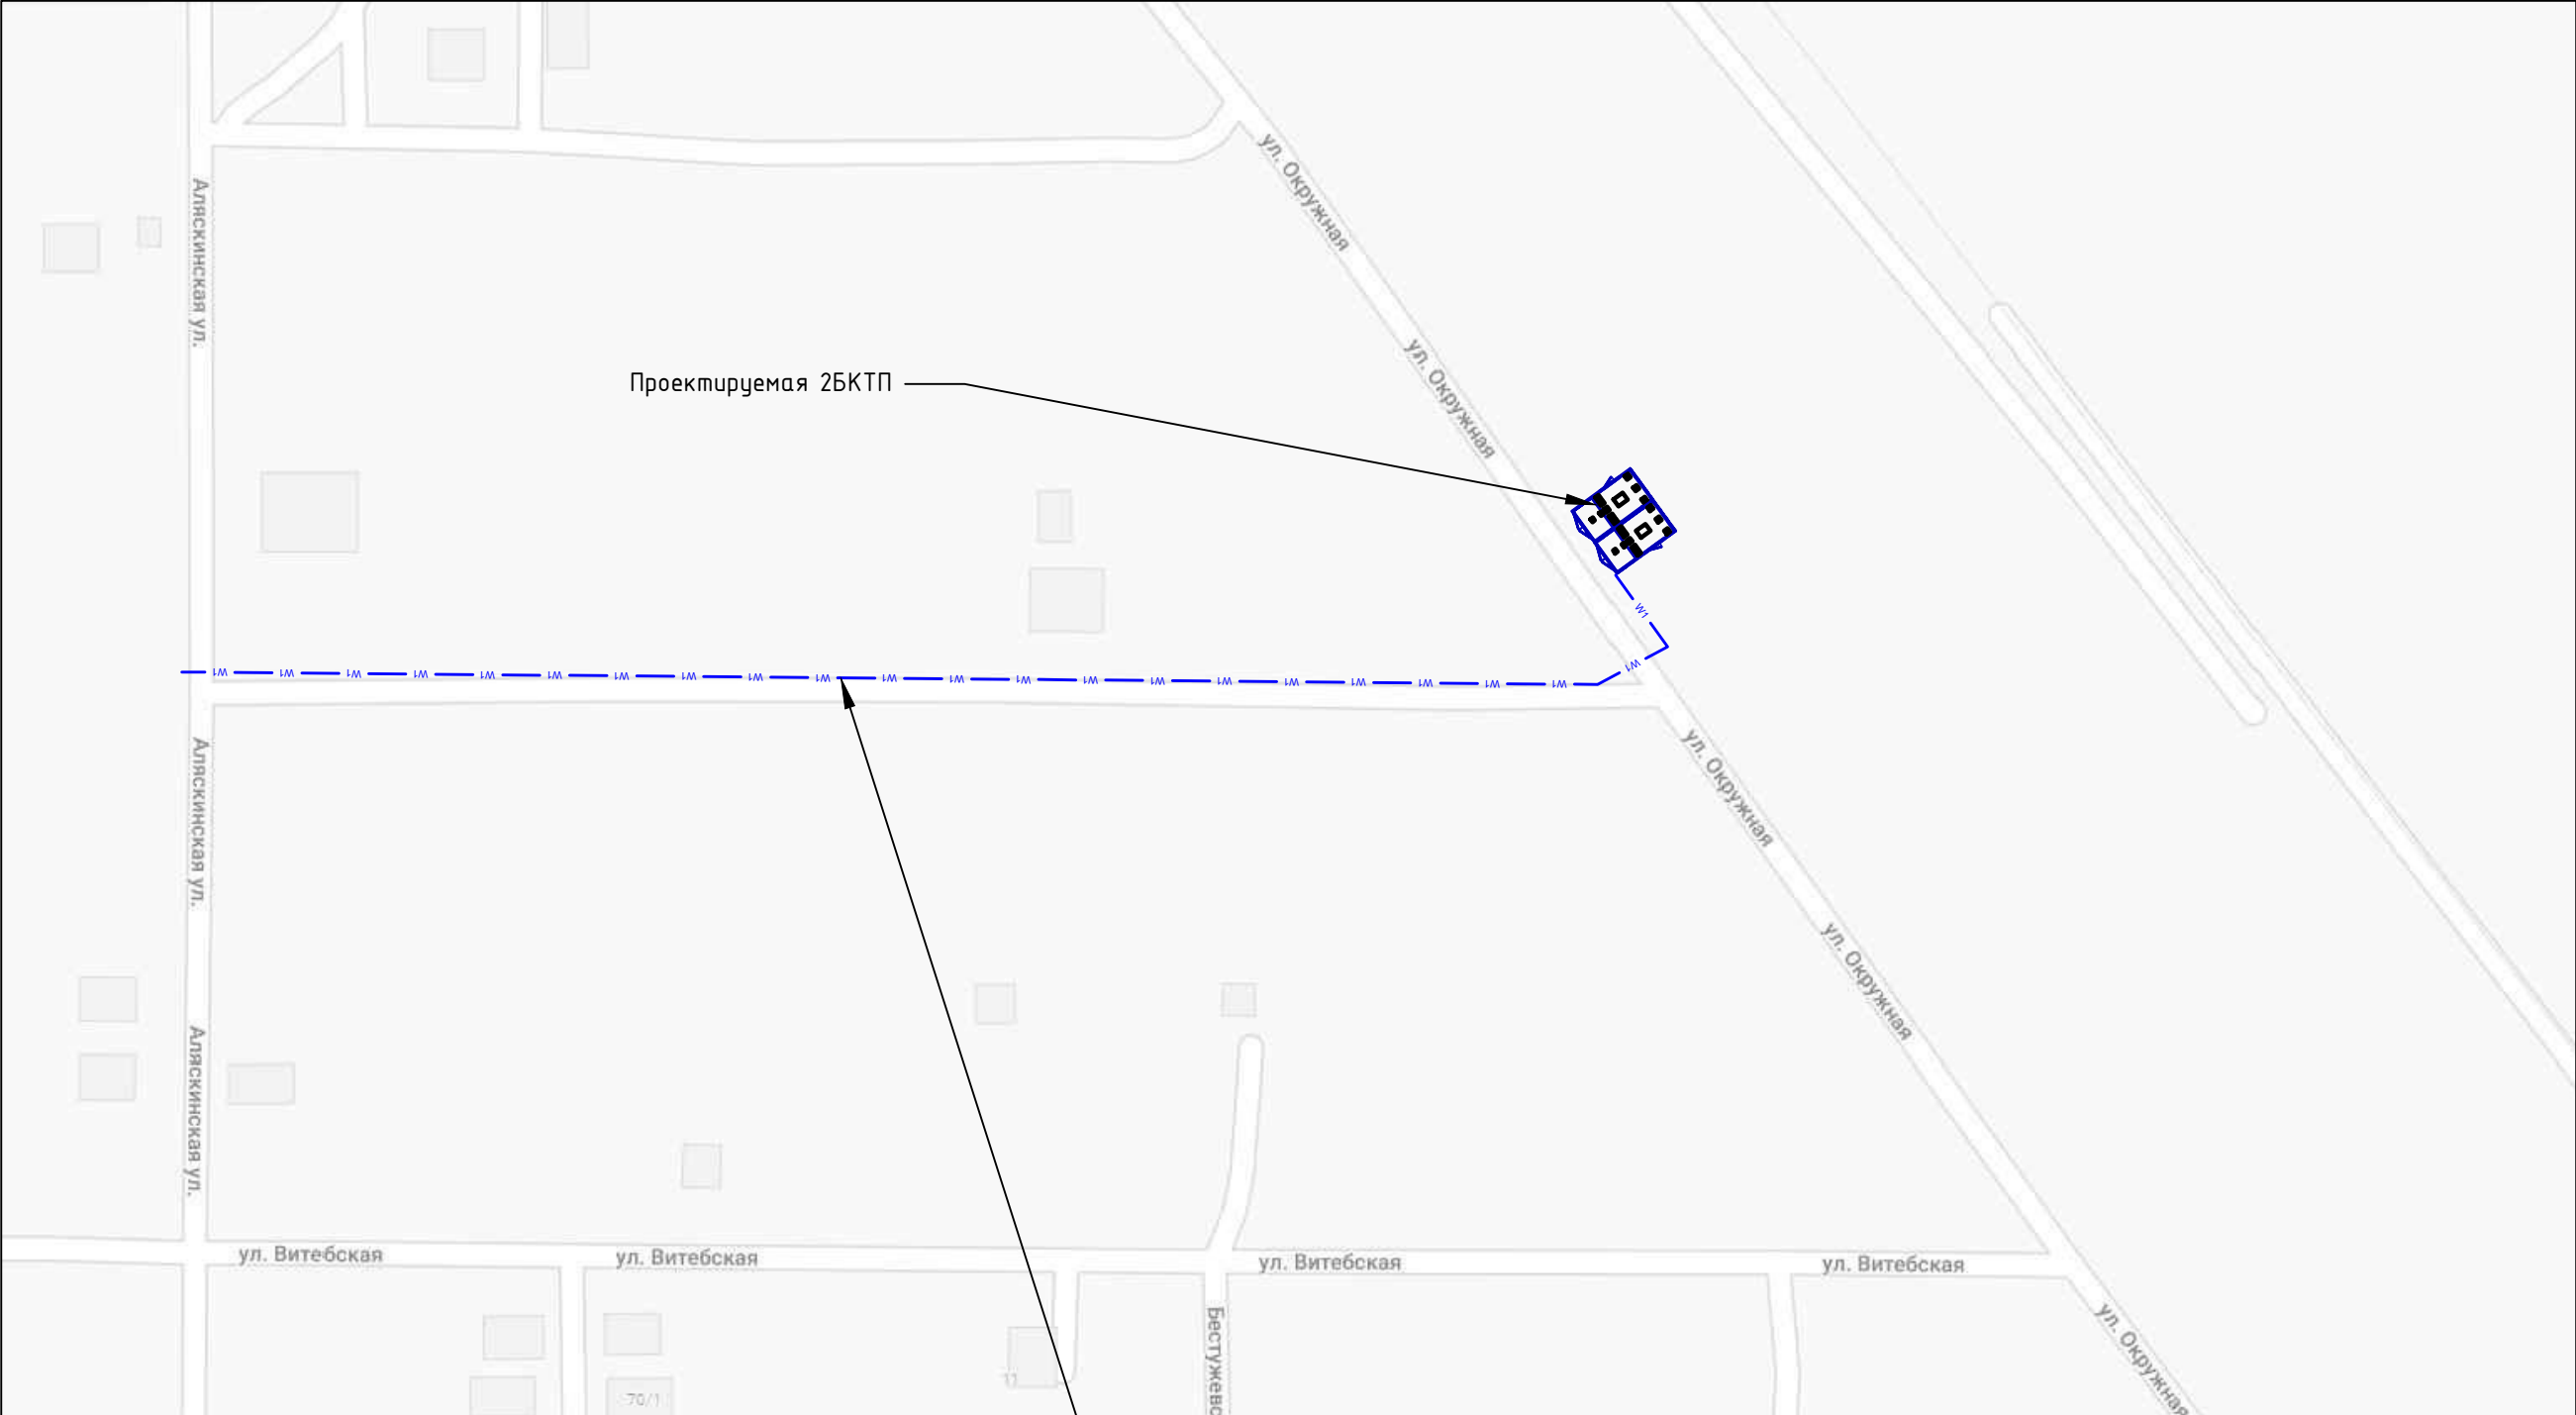 ул. Окружная
Аляскинская ул.
ул. Окружная
Проектируемая 2БКТП
W1
W1
W1 W1 W1 W1 W1 W1 W1 W1 W1 W1 W1 W1 W1 W1 W1 W1 W1 W1 W1 W1 W1
ул. Окружная
Аляскинская ул.
ул. Окружная
Аляскинская ул.
ул. Витебская
ул. Витебская
ул. Витебская
ул. Витебская
ул. Окружная
Бестужевс
11
70/1